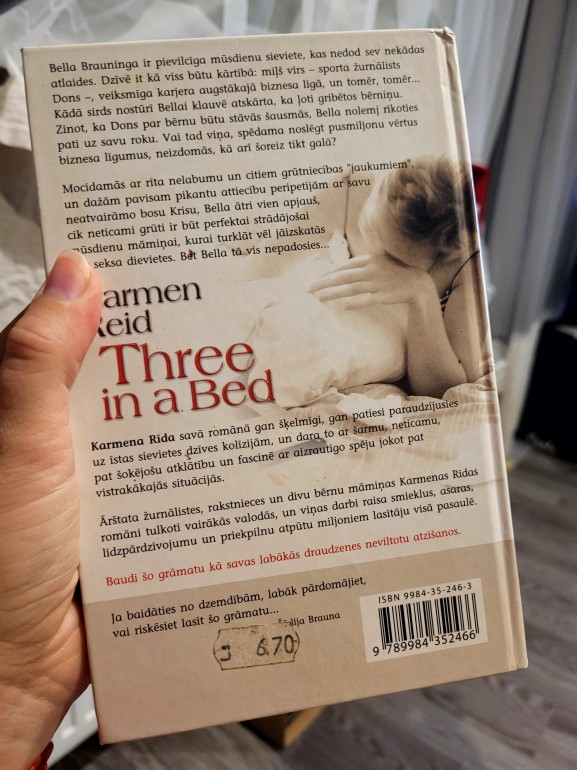 Bella Brauninga ir pievilcīga mūsdienu sieviete, kas nedod sev nekādas
atlaides. Dzīvē it kā viss būtu kārtībā: mīļš vīrs – sporta žurnālists
Dons –, veiksmīga karjera augstākajā biznesa līgā, un tomēr, tomēr...
Kādā sirds nostūrī Bellai klauvē atskārta, ka ļoti gribētos bērniņu.
Zinot, ka Dons par bērnu būtu stāvās šausmās, Bella nolemj rīkoties
pati uz savu roku. Vai tad viņa, spēdama noslēgt pusmiljonu vērtus
biznesa līgumus, neizdomās, kā arī šoreiz tikt galā?
Mocīdamās ar rīta nelabumu un citiem grūtniecības "jaukumiem",
un dažām pavisam pikantu attiecību peripetijām ar savu
neatvairāmo bosu Krisu, Bella ātri vien apjauš,
cik neticami grūti ir būt perfektai strādājošai
mūsdienu māmiņai, kurai turklāt vēl jāizskatās
seksa dievietes. Bet Bella tā vis nepadosies...
armen
eid
Three
in a Bed
Karmena Rīda savā romānā gan šķelmīgi, gan patiesi paraudzījusies
uz īstas sievietes dzīves kolīzijām, un dara to ar šarmu, neticamu,
pat šokējošu atklātību un fascinē ar aizrautīgo spēju jokot pat
vistrakākajās situācijās.
Ārštata žurnālistes, rakstnieces un divu bērnu māmiņas Karmenas Rīdas
romāni tulkoti vairākās valodās, un viņas darbi raisa smieklus, asaras,
līdzpārdzīvojumu un priekpilnu atpūtu miljoniem lasītāju visā pasaulē.
Baudi šo grāmatu kā savas labākās draudzenes neviltotu atzīšanos.
Ja baidāties no dzemdībām, labāk pārdomājiet,
vai riskēsiet lasīt šo grāmatu...
Brauna
6.70
ISBN 9984-35-246-3
9 789984 352466